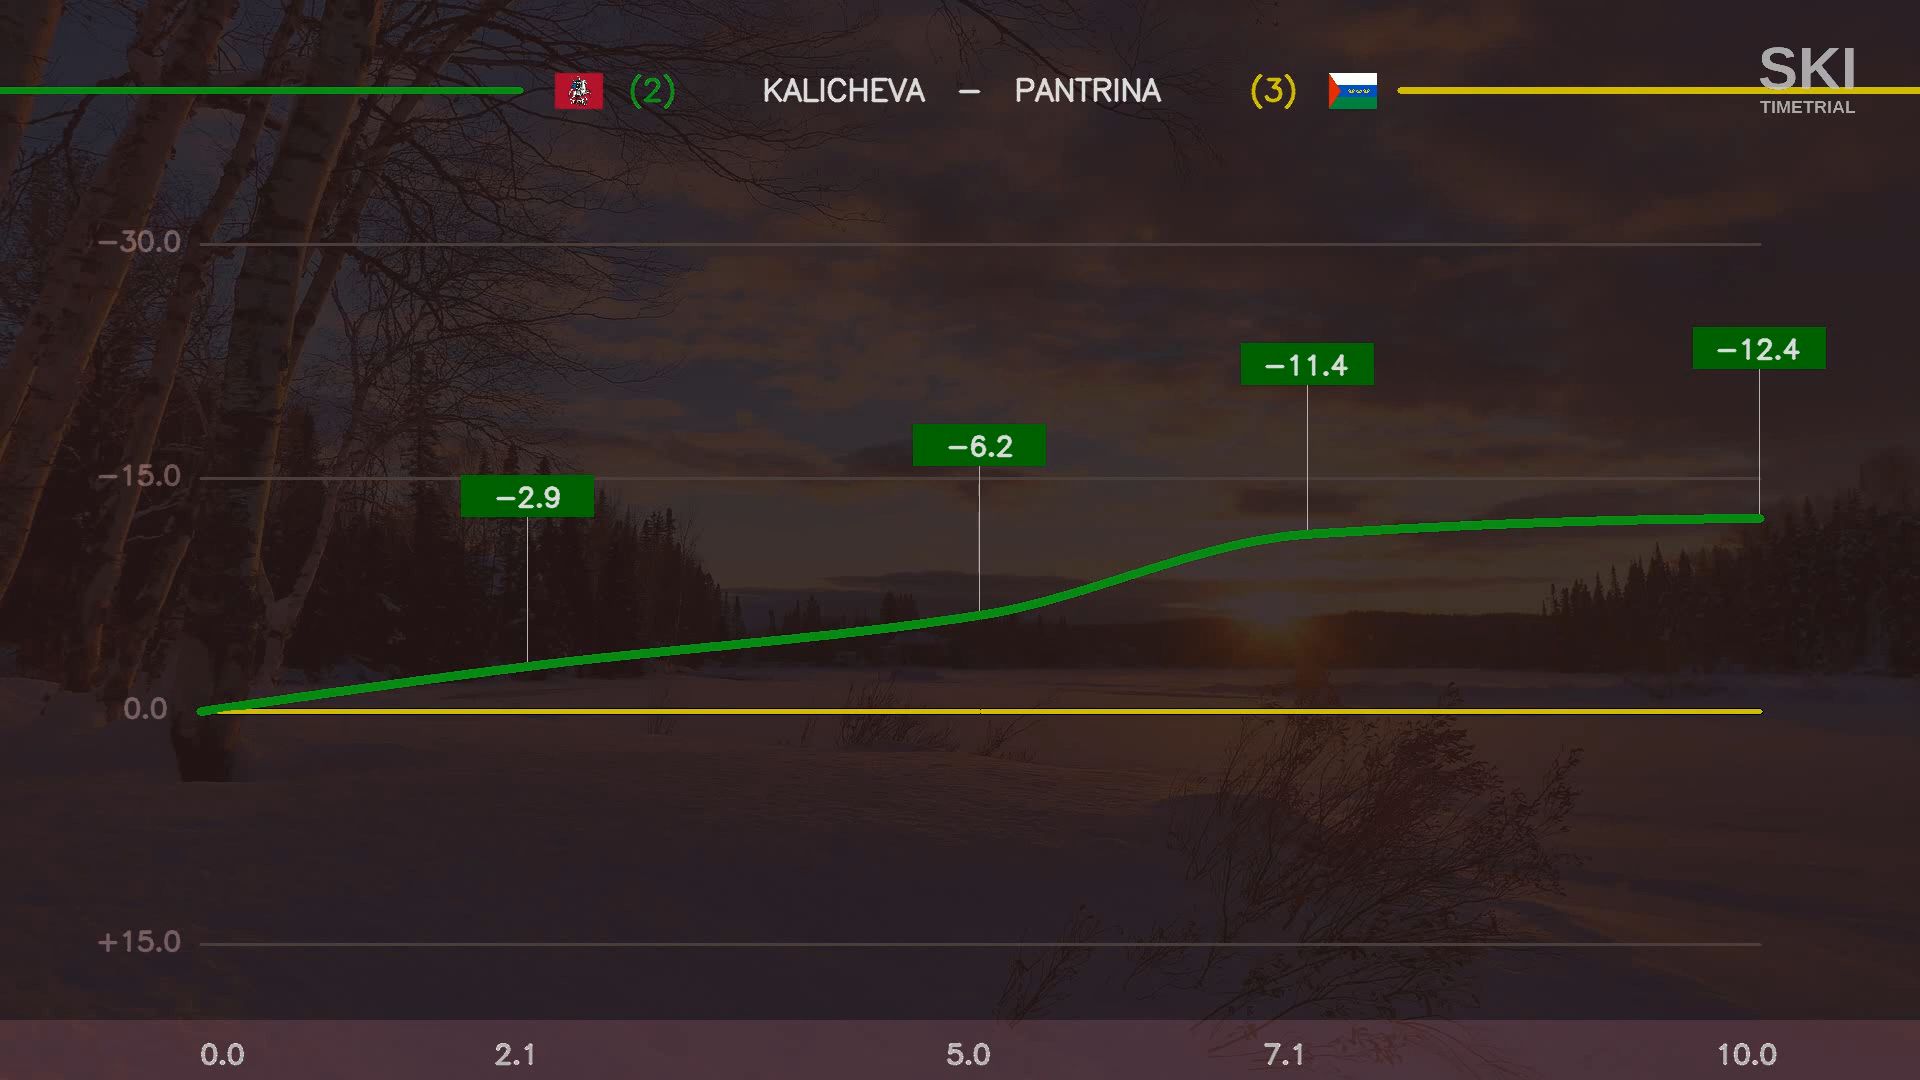 SKI
TIMETRIAL
(2) KALICHEVA – PANTRINA (3)
−30.0
−12.4
−11.4
−6.2
−15.0
−2.9
0.0
+15.0
0.0 2.1 5.0 7.1 10.0